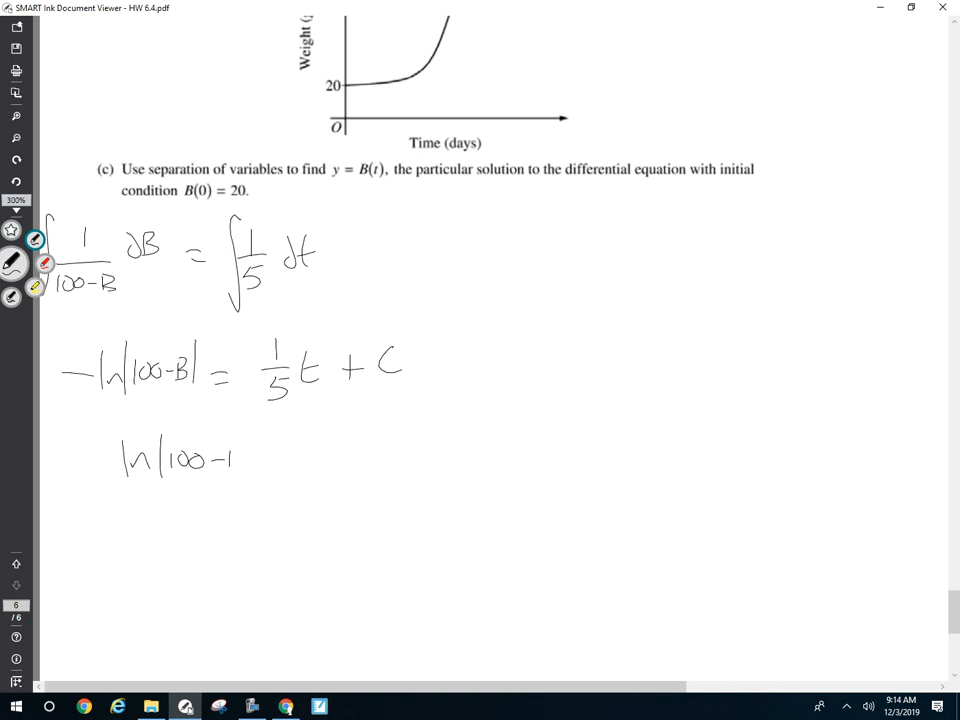 SMART Ink Document Viewer - HW 6.4.pdf
Weight (
20
O
Time (days)
(c) Use separation of variables to find y = B(t), the particular solution to the differential equation with initial
condition B(0) = 20.
300%
∫ 1/(100-B) dB = ∫ 1/5 dt
-ln|100-B| = 1/5 t + C
ln|100-1
6
/ 6
9:14 AM
12/3/2019